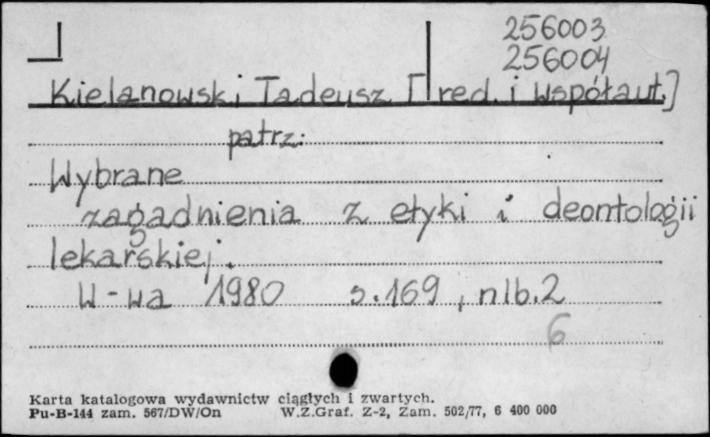 256003
256004
Kielanowski Tadeusz [red. i współaut.]
patrz:
Wybrane
zagadnienia z etyki i deontologii
lekarskiej.
W-wa 1980 s.169, nlb.2
6
Karta katalogowa wydawnictw ciągłych i zwartych.
Pu-B-144 zam. 567/DW/On W.Z.Graf. Z-2, Zam. 502/77, 6 400 000